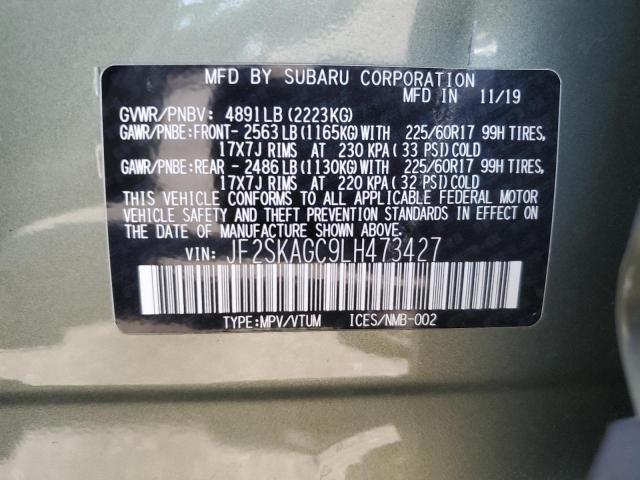 MFD BY SUBARU CORPORATION
MFD IN 11/19
GVWR/PNBV: 4891LB (2223KG)
GAWR/PNBE:FRONT- 2563LB (1165KG)WITH 225/60R17 99H TIRES,
17X7J RIMS AT 230 KPA (33 PSI)COLD
GAWR/PNBE:REAR - 2486LB (1130KG)WITH 225/60R17 99H TIRES,
17X7J RIMS AT 220 KPA (32 PSI)COLD
THIS VEHICLE CONFORMS TO ALL APPLICABLE FEDERAL MOTOR
VEHICLE SAFETY AND THEFT PREVENTION STANDARDS IN EFFECT ON
THE DATE OF MANUFACTURE SHOWN ABOVE.
VIN: JF2SKAGC9LH473427
TYPE:MPV/VTUM ICES/NMB-002